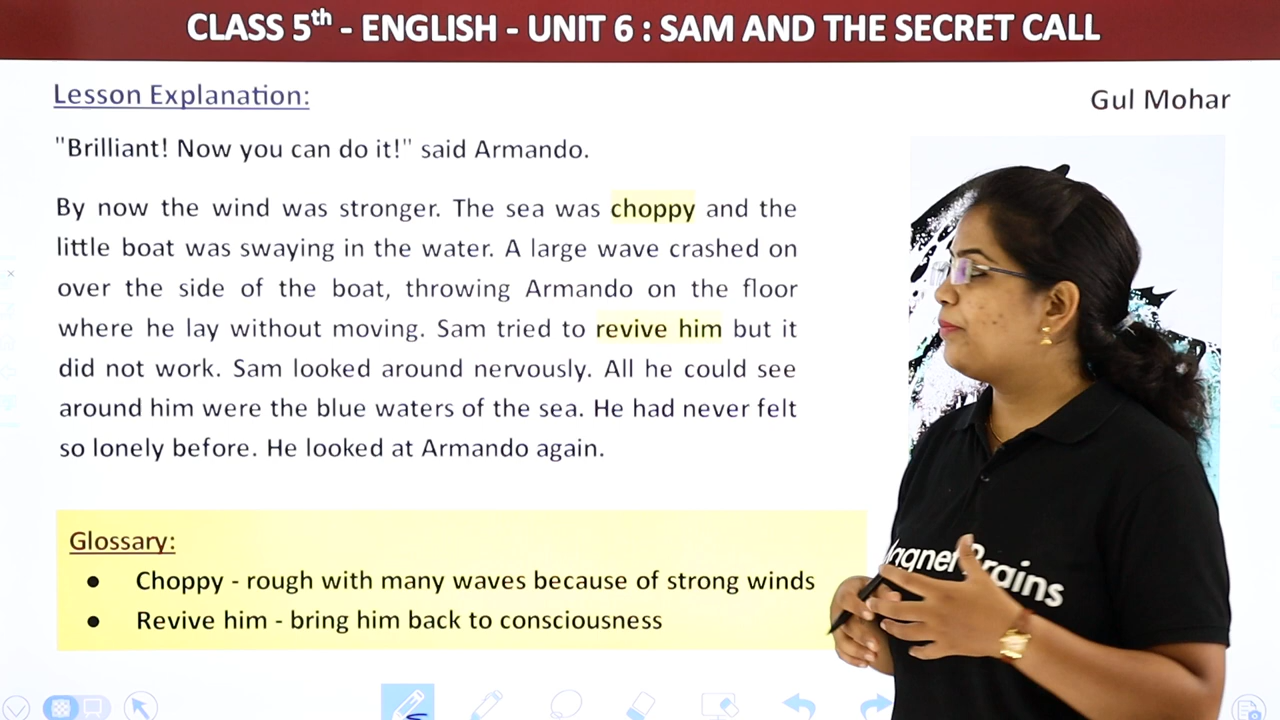 CLASS 5th - ENGLISH - UNIT 6 : SAM AND THE SECRET CALL
Lesson Explanation:
Gul Mohar
"Brilliant! Now you can do it!" said Armando.
By now the wind was stronger. The sea was choppy and the
little boat was swaying in the water. A large wave crashed on
over the side of the boat, throwing Armando on the floor
where he lay without moving. Sam tried to revive him but it
did not work. Sam looked around nervously. All he could see
around him were the blue waters of the sea. He had never felt
so lonely before. He looked at Armando again.
Glossary:
● Choppy - rough with many waves because of strong winds
● Revive him - bring him back to consciousness
Magnet Brains